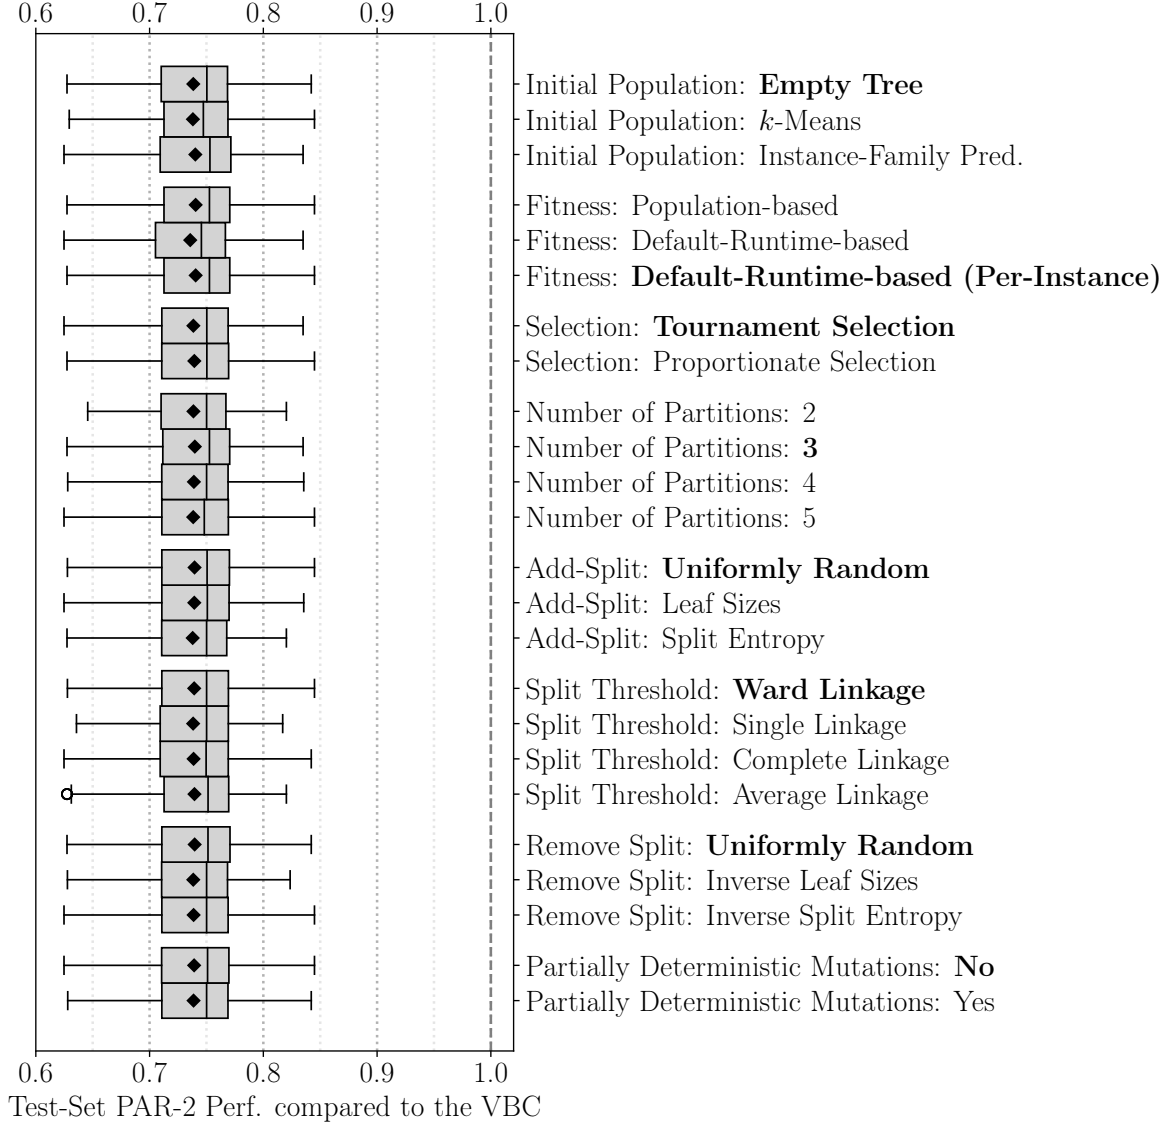 0.6 0.7 0.8 0.9 1.0
Initial Population: Empty Tree
Initial Population: k-Means
Initial Population: Instance-Family Pred.
Fitness: Population-based
Fitness: Default-Runtime-based
Fitness: Default-Runtime-based (Per-Instance)
Selection: Tournament Selection
Selection: Proportionate Selection
Number of Partitions: 2
Number of Partitions: 3
Number of Partitions: 4
Number of Partitions: 5
Add-Split: Uniformly Random
Add-Split: Leaf Sizes
Add-Split: Split Entropy
Split Threshold: Ward Linkage
Split Threshold: Single Linkage
Split Threshold: Complete Linkage
Split Threshold: Average Linkage
Remove Split: Uniformly Random
Remove Split: Inverse Leaf Sizes
Remove Split: Inverse Split Entropy
Partially Deterministic Mutations: No
Partially Deterministic Mutations: Yes
0.6 0.7 0.8 0.9 1.0
Test-Set PAR-2 Perf. compared to the VBC